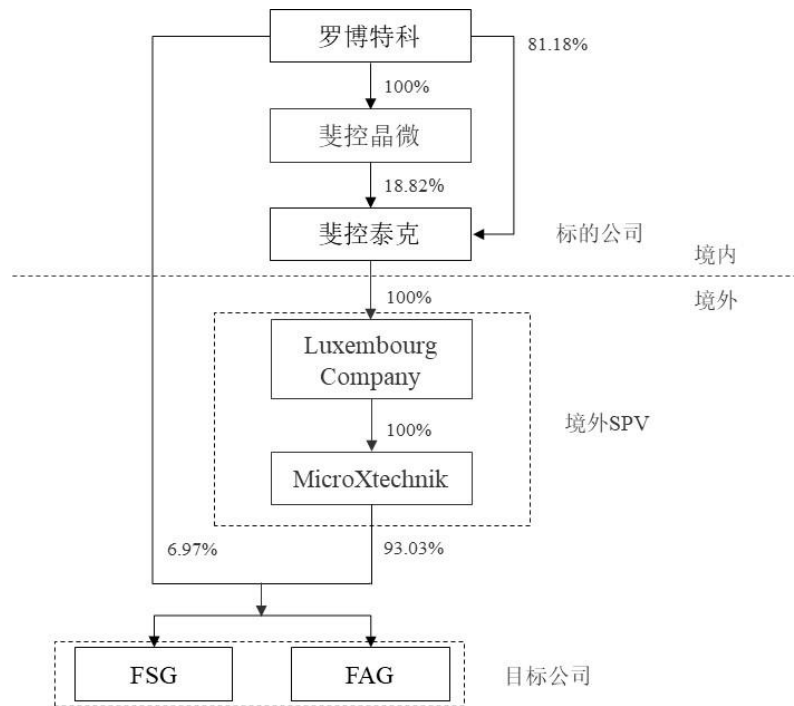 罗博特科
81.18%
100%
斐控晶微
18.82%
斐控泰克
标的公司
境内
100%
境外
Luxembourg
Company
100%
境外SPV
MicroXtechnik
6.97%
93.03%
FSG
FAG
目标公司